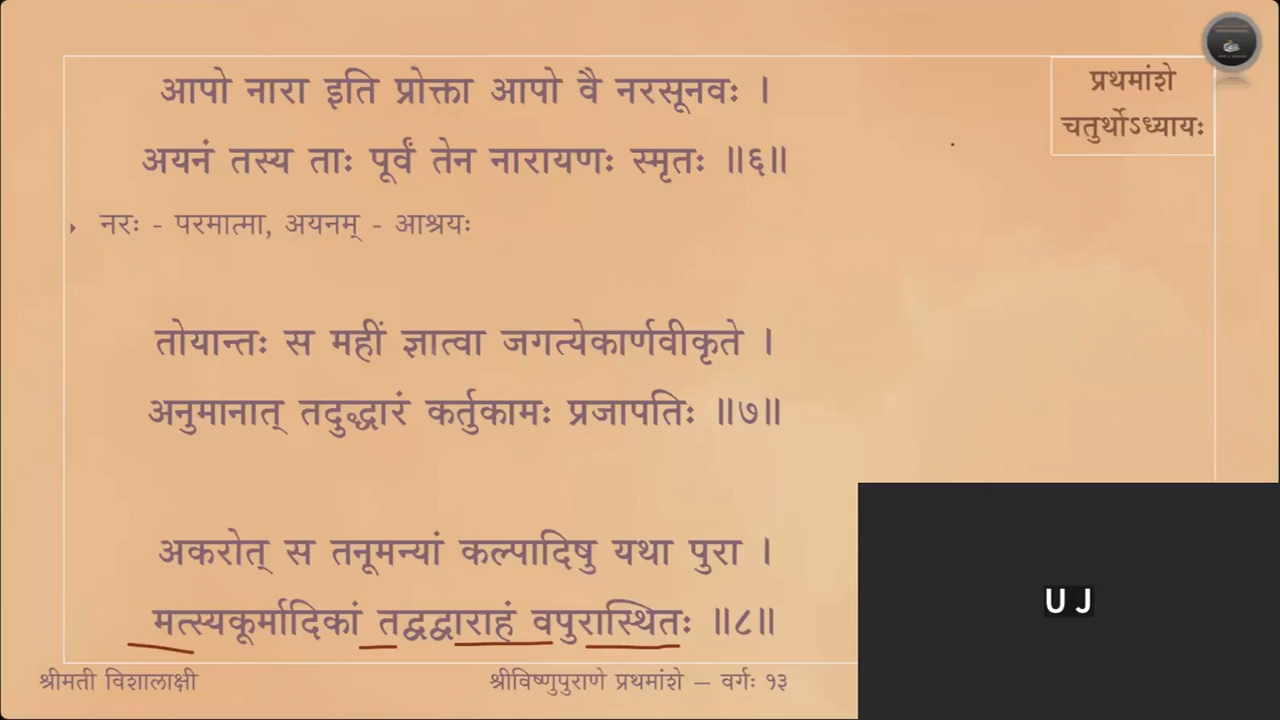 आपो नारा इति प्रोक्ता आपो वै नरसूनवः ।
अयनं तस्य ताः पूर्वं तेन नारायणः स्मृतः ॥६॥
नरः - परमात्मा, अयनम् - आश्रयः
तोयान्तः स महीं ज्ञात्वा जगत्येकार्णवीकृते ।
अनुमानात् तदुद्धारं कर्तुकामः प्रजापतिः ॥७॥
अकरोत् स तनूमन्यां कल्पादिषु यथा पुरा ।
मत्स्यकूर्मादिकां तद्वद्वाराहं वपुरास्थितः ॥८॥
प्रथमांशे
चतुर्थोऽध्यायः
U J
श्रीमती विशालाक्षी
श्रीविष्णुपुराणे प्रथमांशे – वर्गः १३